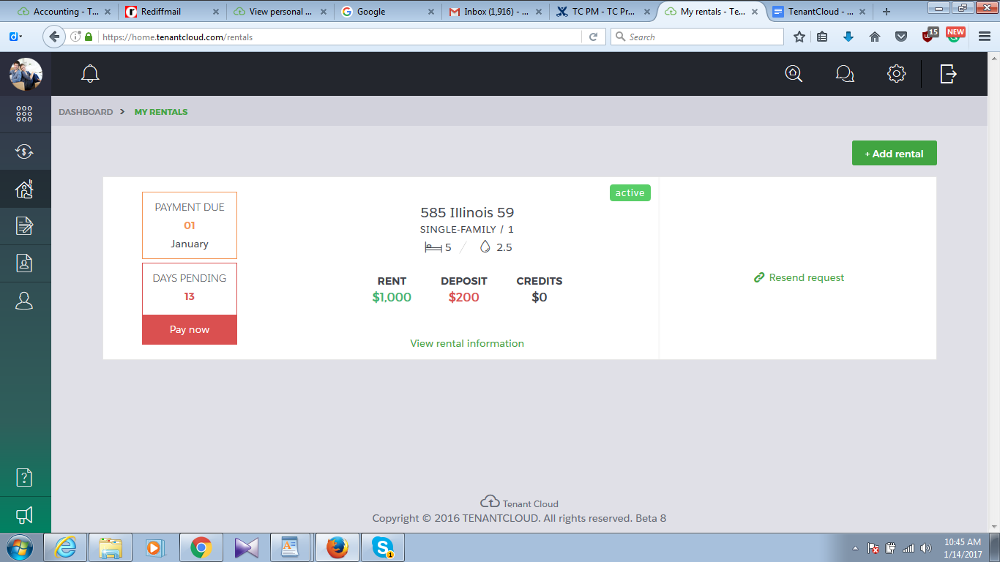 Accounting - T...
Rediffmail
View personal ...
Google
Inbox (1,916) - ...
TC PM - TC Pr...
My rentals - Te...
TenantCloud - ...
https://home.tenantcloud.com/rentals
Search
15
NEW
DASHBOARD > MY RENTALS
+ Add rental
PAYMENT DUE
01
January
DAYS PENDING
13
Pay now
active
585 Illinois 59
SINGLE-FAMILY / 1
5 / 2.5
RENT DEPOSIT CREDITS
$1,000 $200 $0
View rental information
Resend request
Tenant Cloud
Copyright © 2016 TENANTCLOUD. All rights reserved. Beta 8
1
10:45 AM
1/14/2017